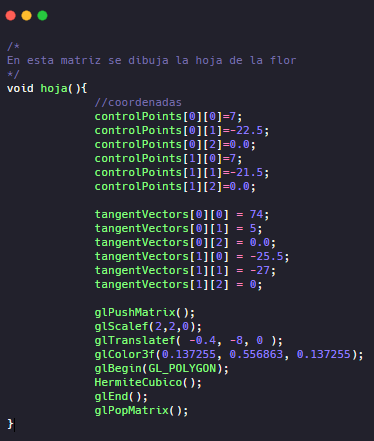 /*
En esta matriz se dibuja la hoja de la flor
*/
void hoja(){
//coordenadas
controlPoints[0][0]=7;
controlPoints[0][1]=-22.5;
controlPoints[0][2]=0.0;
controlPoints[1][0]=7;
controlPoints[1][1]=-21.5;
controlPoints[1][2]=0.0;
tangentVectors[0][0] = 74;
tangentVectors[0][1] = 5;
tangentVectors[0][2] = 0.0;
tangentVectors[1][0] = -25.5;
tangentVectors[1][1] = -27;
tangentVectors[1][2] = 0;
glPushMatrix();
glScalef(2,2,0);
glTranslatef( -0.4, -8, 0 );
glColor3f(0.137255, 0.556863, 0.137255);
glBegin(GL_POLYGON);
HermiteCubico();
glEnd();
glPopMatrix();
}